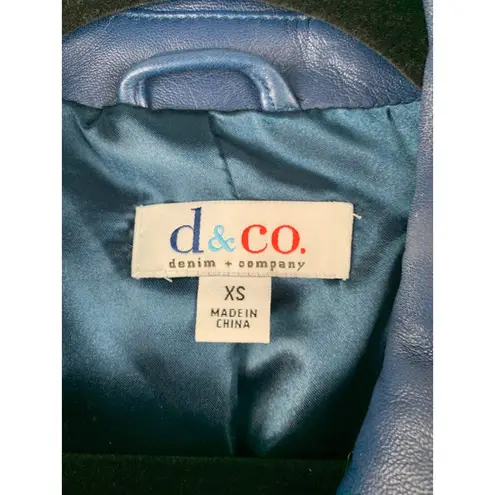 d&co.
denim + company
XS
MADE IN
CHINA